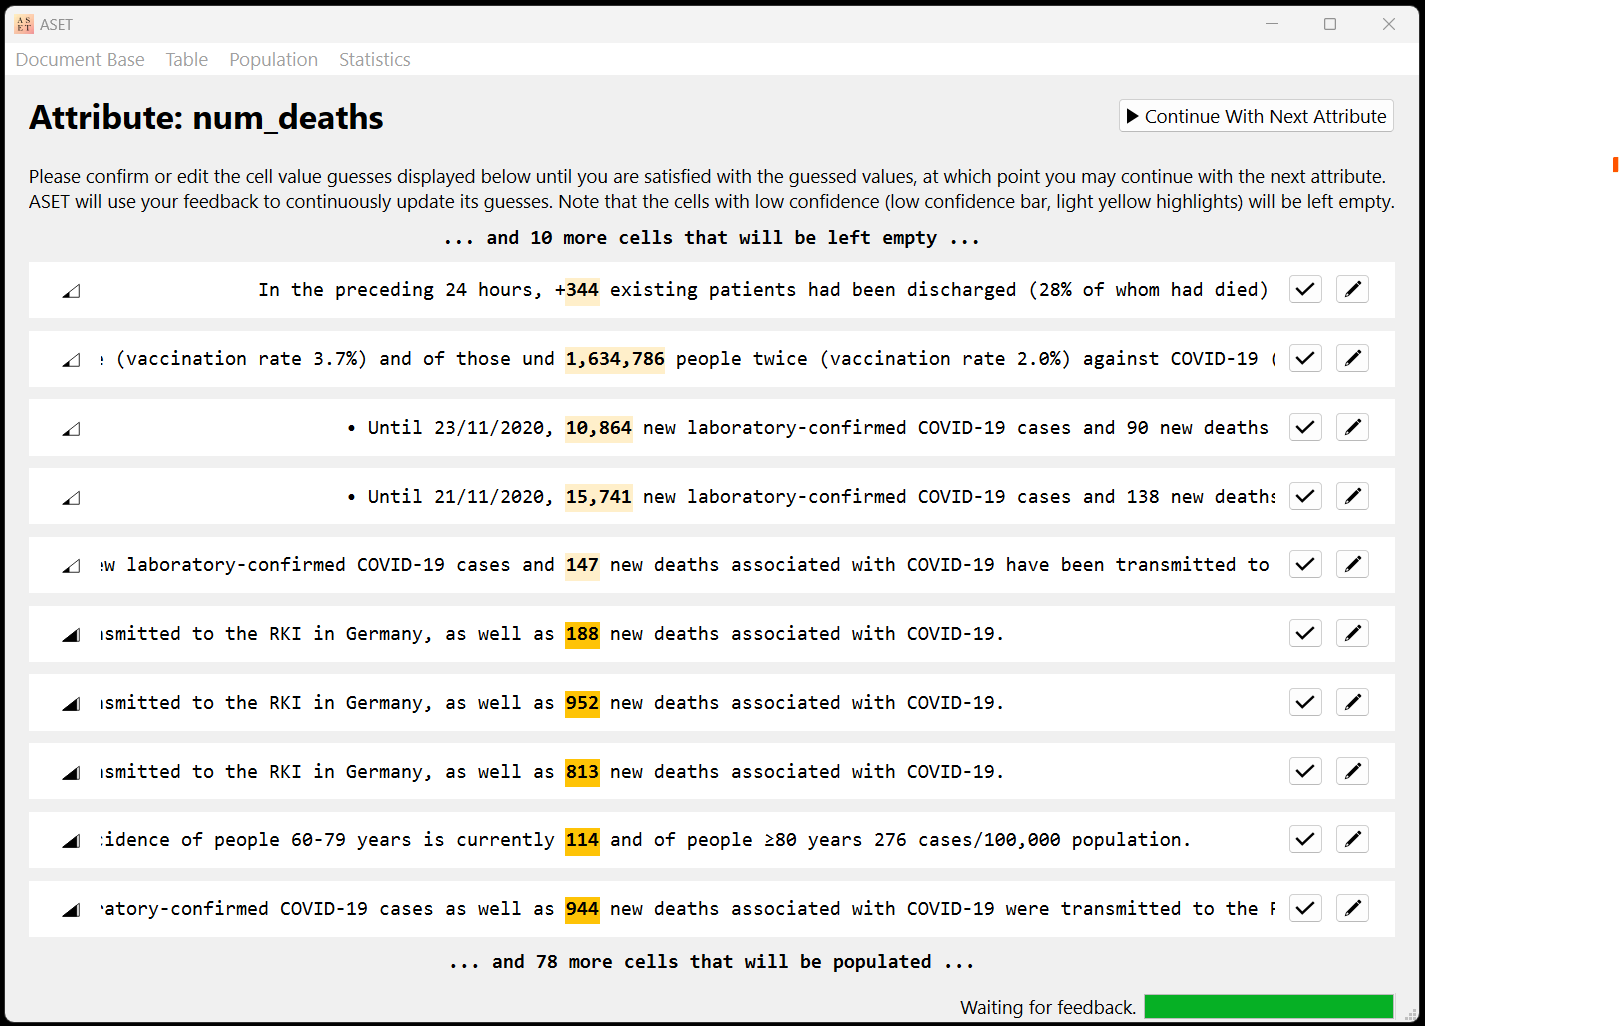 ASET
Document Base Table Population Statistics
Attribute: num_deaths
Continue With Next Attribute
Please confirm or edit the cell value guesses displayed below until you are satisfied with the guessed values, at which point you may continue with the next attribute.
ASET will use your feedback to continuously update its guesses. Note that the cells with low confidence (low confidence bar, light yellow highlights) will be left empty.
... and 10 more cells that will be left empty ...
In the preceding 24 hours, +344 existing patients had been discharged (28% of whom had died)
(vaccination rate 3.7%) and of those und 1,634,786 people twice (vaccination rate 2.0%) against COVID-19 (
• Until 23/11/2020, 10,864 new laboratory-confirmed COVID-19 cases and 90 new deaths
• Until 21/11/2020, 15,741 new laboratory-confirmed COVID-19 cases and 138 new deaths
ew laboratory-confirmed COVID-19 cases and 147 new deaths associated with COVID-19 have been transmitted to
smitted to the RKI in Germany, as well as 188 new deaths associated with COVID-19.
smitted to the RKI in Germany, as well as 952 new deaths associated with COVID-19.
smitted to the RKI in Germany, as well as 813 new deaths associated with COVID-19.
cidence of people 60-79 years is currently 114 and of people ≥80 years 276 cases/100,000 population.
ratory-confirmed COVID-19 cases as well as 944 new deaths associated with COVID-19 were transmitted to the
... and 78 more cells that will be populated ...
Waiting for feedback.